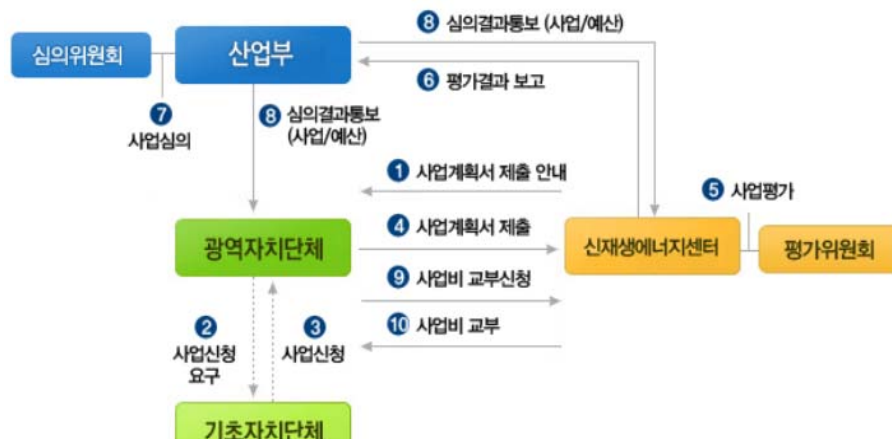 ⑧ 심의결과통보 (사업/예산)
심의위원회
산업부
⑥ 평가결과 보고
⑦
사업심의
⑧ 심의결과통보
(사업/예산)
① 사업계획서 제출 안내
⑤ 사업평가
④ 사업계획서 제출
광역자치단체
신재생에너지센터
평가위원회
⑨ 사업비 교부신청
⑩ 사업비 교부
②
사업신청
요구
③
사업신청
기초자치단체